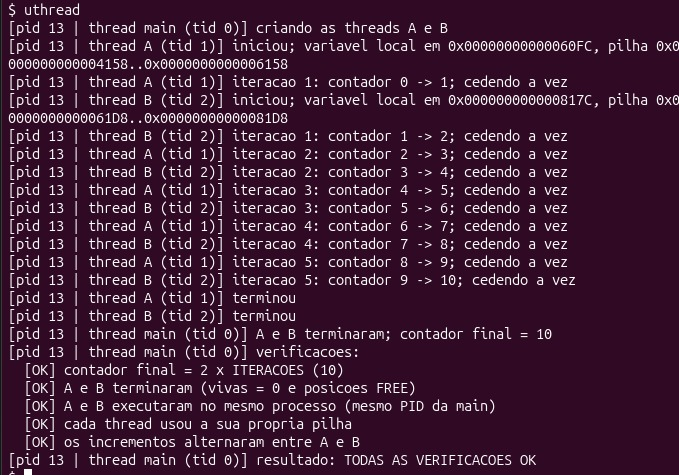 $ uthread
[pid 13 | thread main (tid 0)] criando as threads A e B
[pid 13 | thread A (tid 1)] iniciou; variavel local em 0x00000000000060FC, pilha 0x0
000000000004158..0x0000000000006158
[pid 13 | thread A (tid 1)] iteracao 1: contador 0 -> 1; cedendo a vez
[pid 13 | thread B (tid 2)] iniciou; variavel local em 0x000000000000817C, pilha 0x0
0000000000061D8..0x00000000000081D8
[pid 13 | thread B (tid 2)] iteracao 1: contador 1 -> 2; cedendo a vez
[pid 13 | thread A (tid 1)] iteracao 2: contador 2 -> 3; cedendo a vez
[pid 13 | thread B (tid 2)] iteracao 2: contador 3 -> 4; cedendo a vez
[pid 13 | thread A (tid 1)] iteracao 3: contador 4 -> 5; cedendo a vez
[pid 13 | thread B (tid 2)] iteracao 3: contador 5 -> 6; cedendo a vez
[pid 13 | thread A (tid 1)] iteracao 4: contador 6 -> 7; cedendo a vez
[pid 13 | thread B (tid 2)] iteracao 4: contador 7 -> 8; cedendo a vez
[pid 13 | thread A (tid 1)] iteracao 5: contador 8 -> 9; cedendo a vez
[pid 13 | thread B (tid 2)] iteracao 5: contador 9 -> 10; cedendo a vez
[pid 13 | thread A (tid 1)] terminou
[pid 13 | thread B (tid 2)] terminou
[pid 13 | thread main (tid 0)] A e B terminaram; contador final = 10
[pid 13 | thread main (tid 0)] verificacoes:
  [OK] contador final = 2 x ITERACOES (10)
  [OK] A e B terminaram (vivas = 0 e posicoes FREE)
  [OK] A e B executaram no mesmo processo (mesmo PID da main)
  [OK] cada thread usou a sua propria pilha
  [OK] os incrementos alternaram entre A e B
[pid 13 | thread main (tid 0)] resultado: TODAS AS VERIFICACOES OK
$